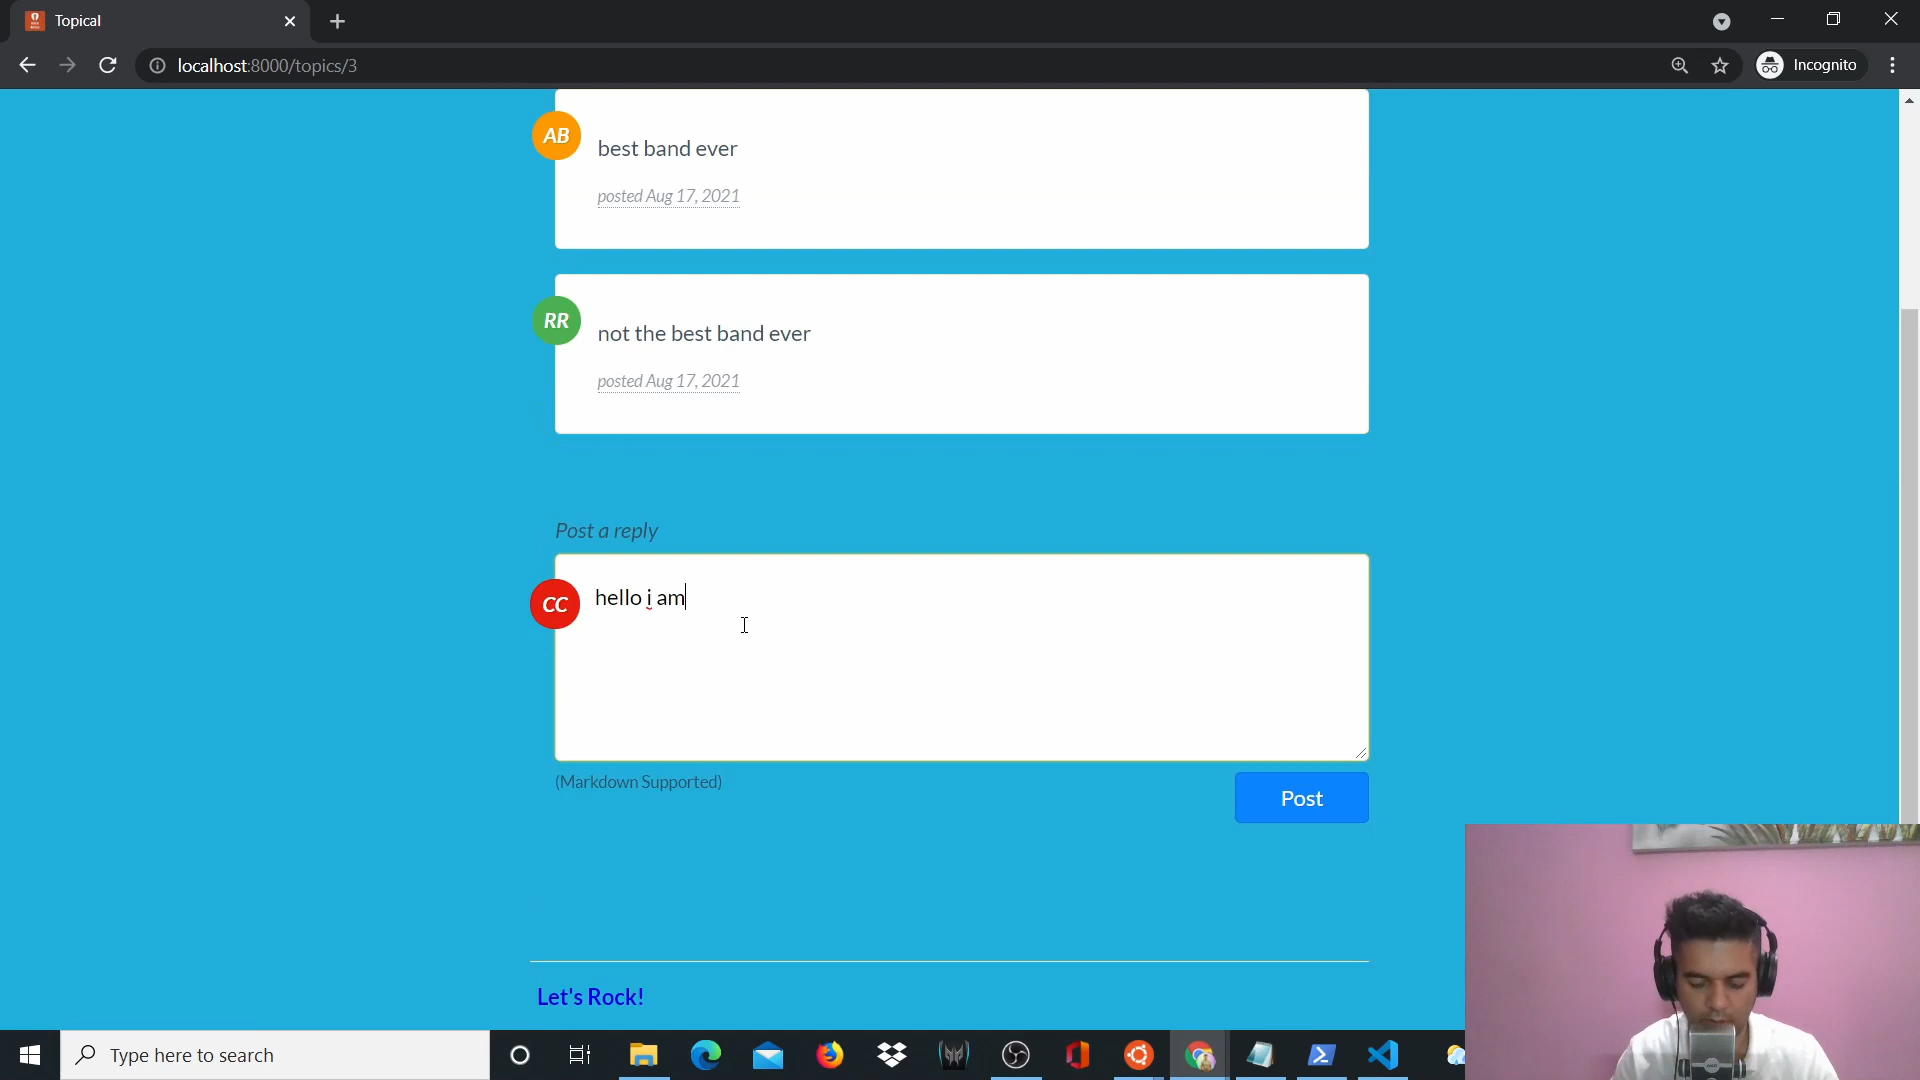 Topical
localhost:8000/topics/3
Incognito
AB
best band ever
posted Aug 17, 2021
RR
not the best band ever
posted Aug 17, 2021
Post a reply
CC
hello i am
(Markdown Supported)
Post
Let's Rock!
Type here to search